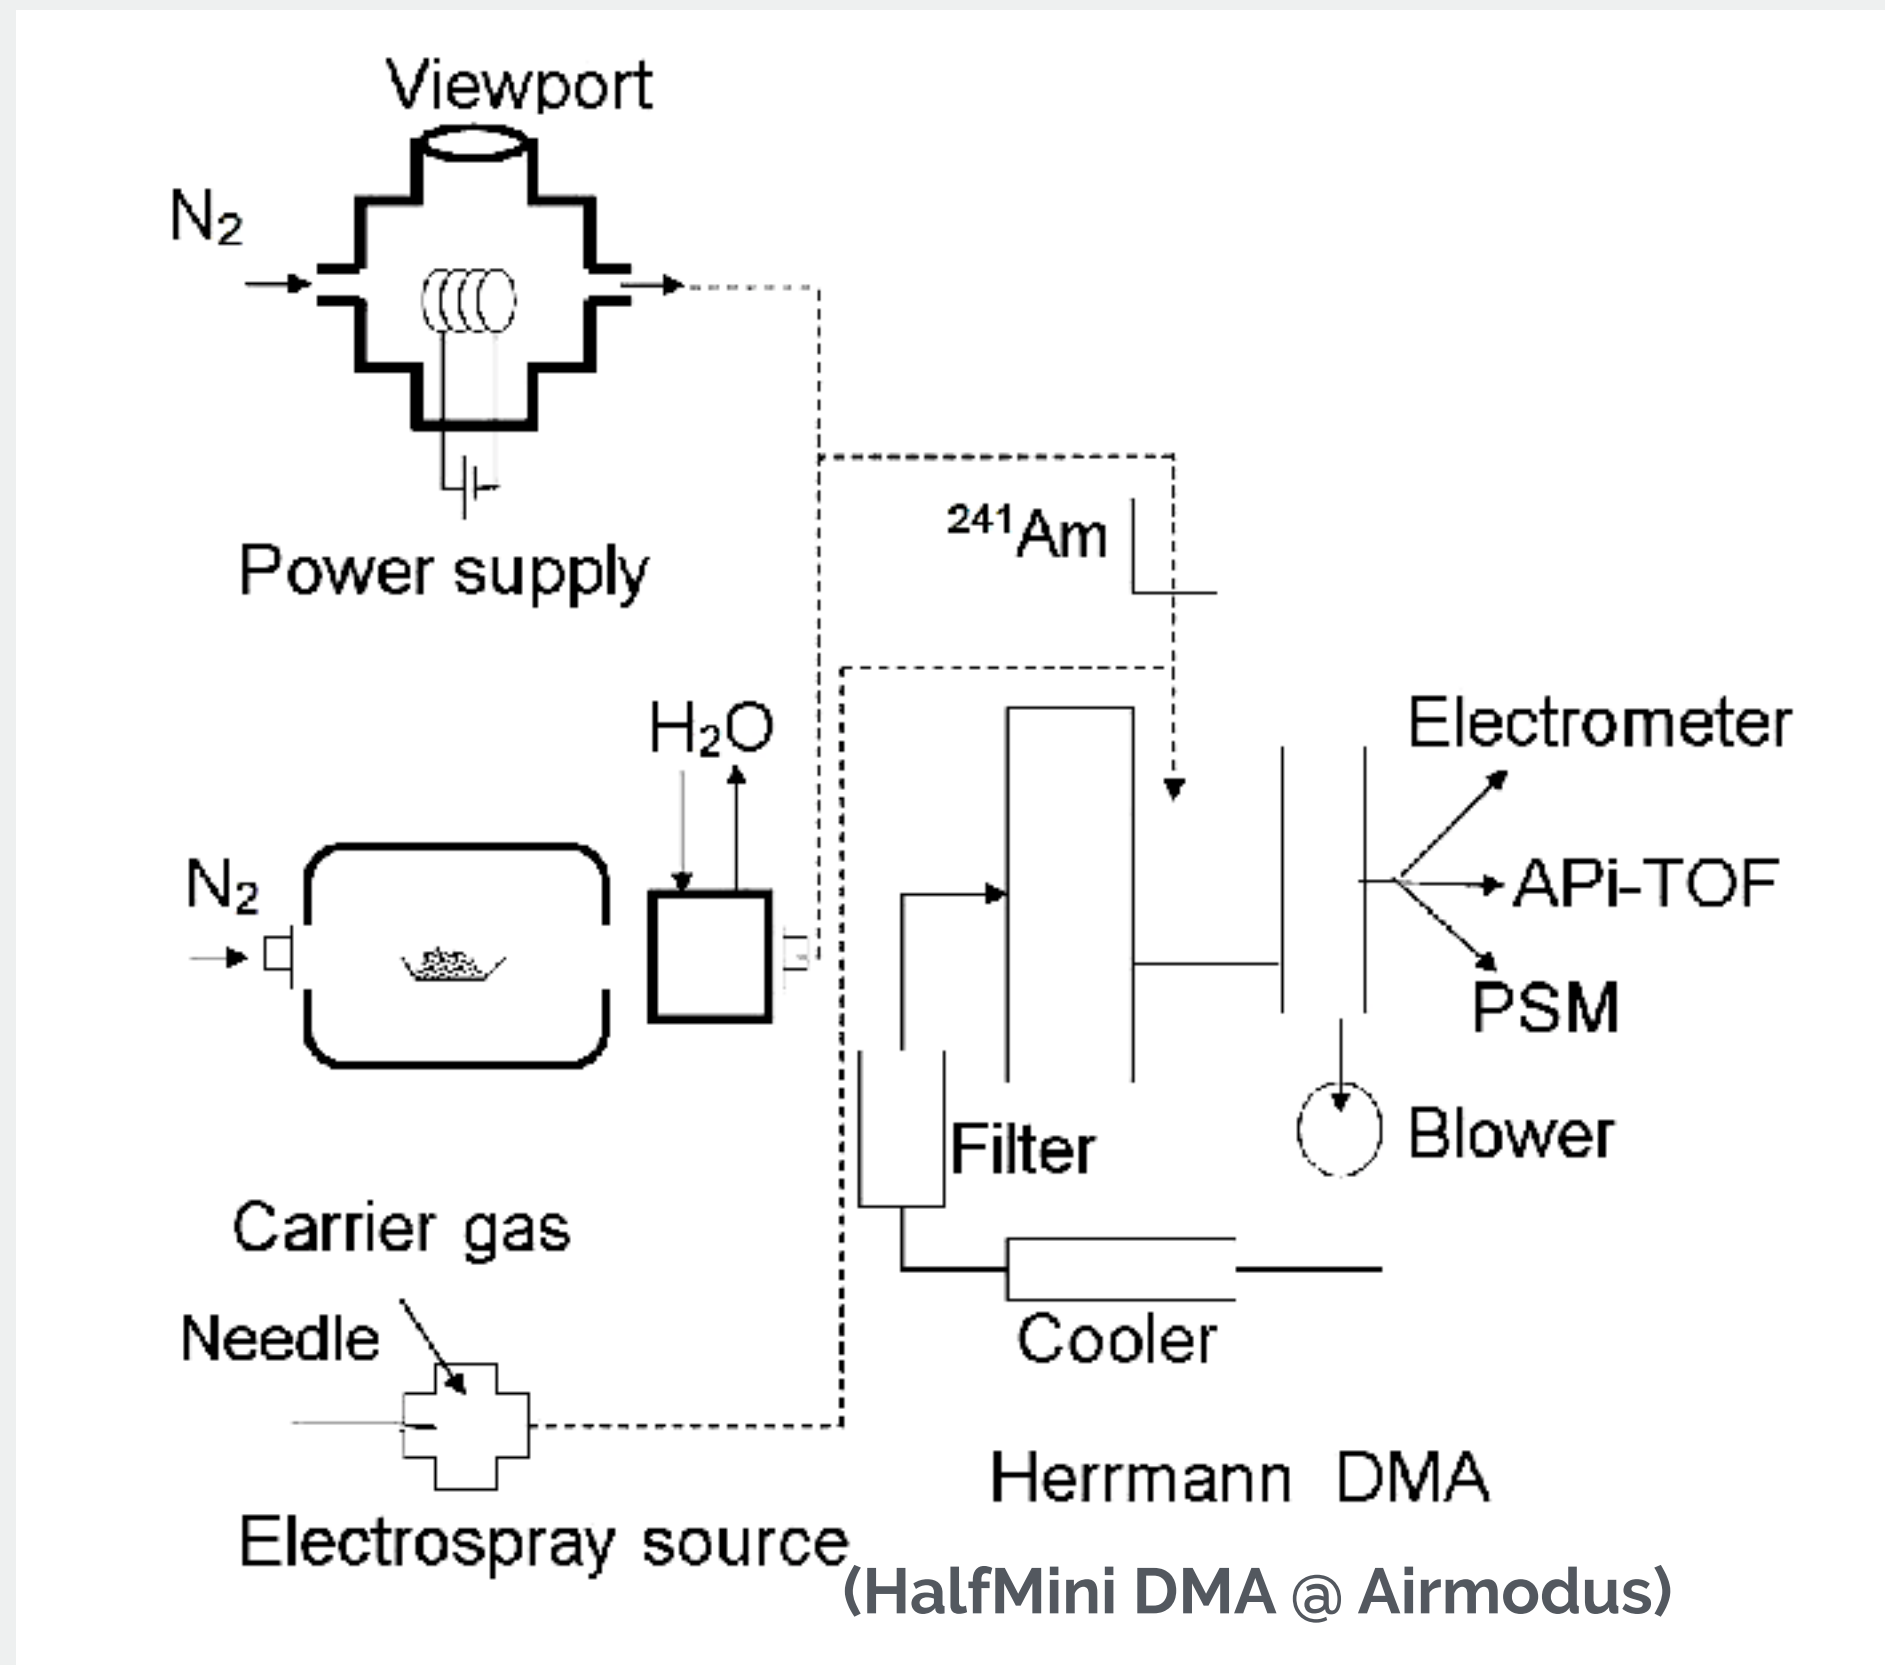 Viewport
N₂
Power supply
²⁴¹Am
H₂O
Electrometer
N₂
APi-TOF
PSM
Blower
Filter
Carrier gas
Needle
Cooler
Herrmann DMA
Electrospray source
(HalfMini DMA @ Airmodus)